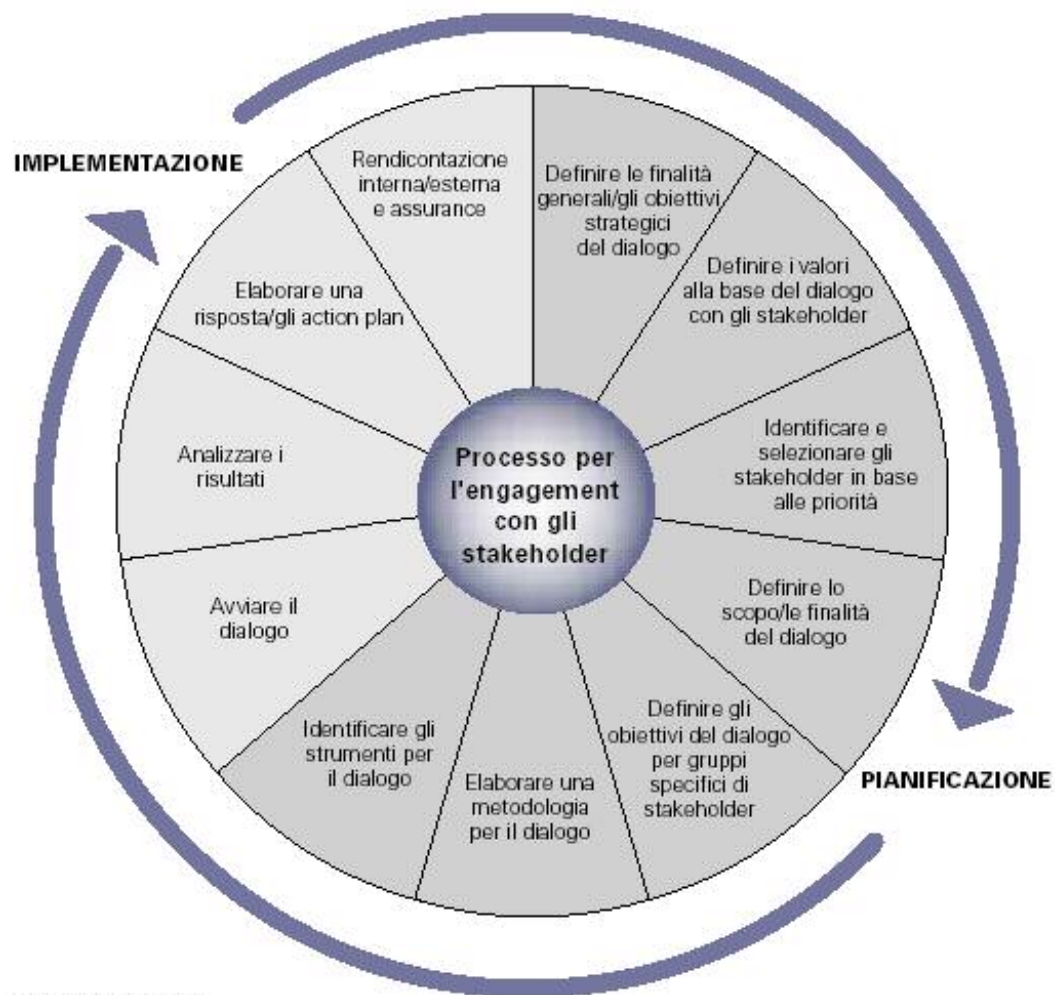 IMPLEMENTAZIONE
Rendicontazione
interna/esterna
e assurance
Definire le finalità
generali/gli obiettivi
strategici
del dialogo
Definire i valori
alla base del dialogo
con gli stakeholder
Identificare e
selezionare gli
stakeholder in base
alle priorità
Definire lo
scopo/le finalità
del dialogo
Definire gli
obiettivi del dialogo
per gruppi
specifici di
stakeholder
Elaborare una
metodologia
per il dialogo
Identificare gli
strumenti per
il dialogo
Avviare il
dialogo
Analizzare i
risultati
Elaborare una
risposta/gli action plan
Processo per
l'engagement
con gli
stakeholder
PIANIFICAZIONE